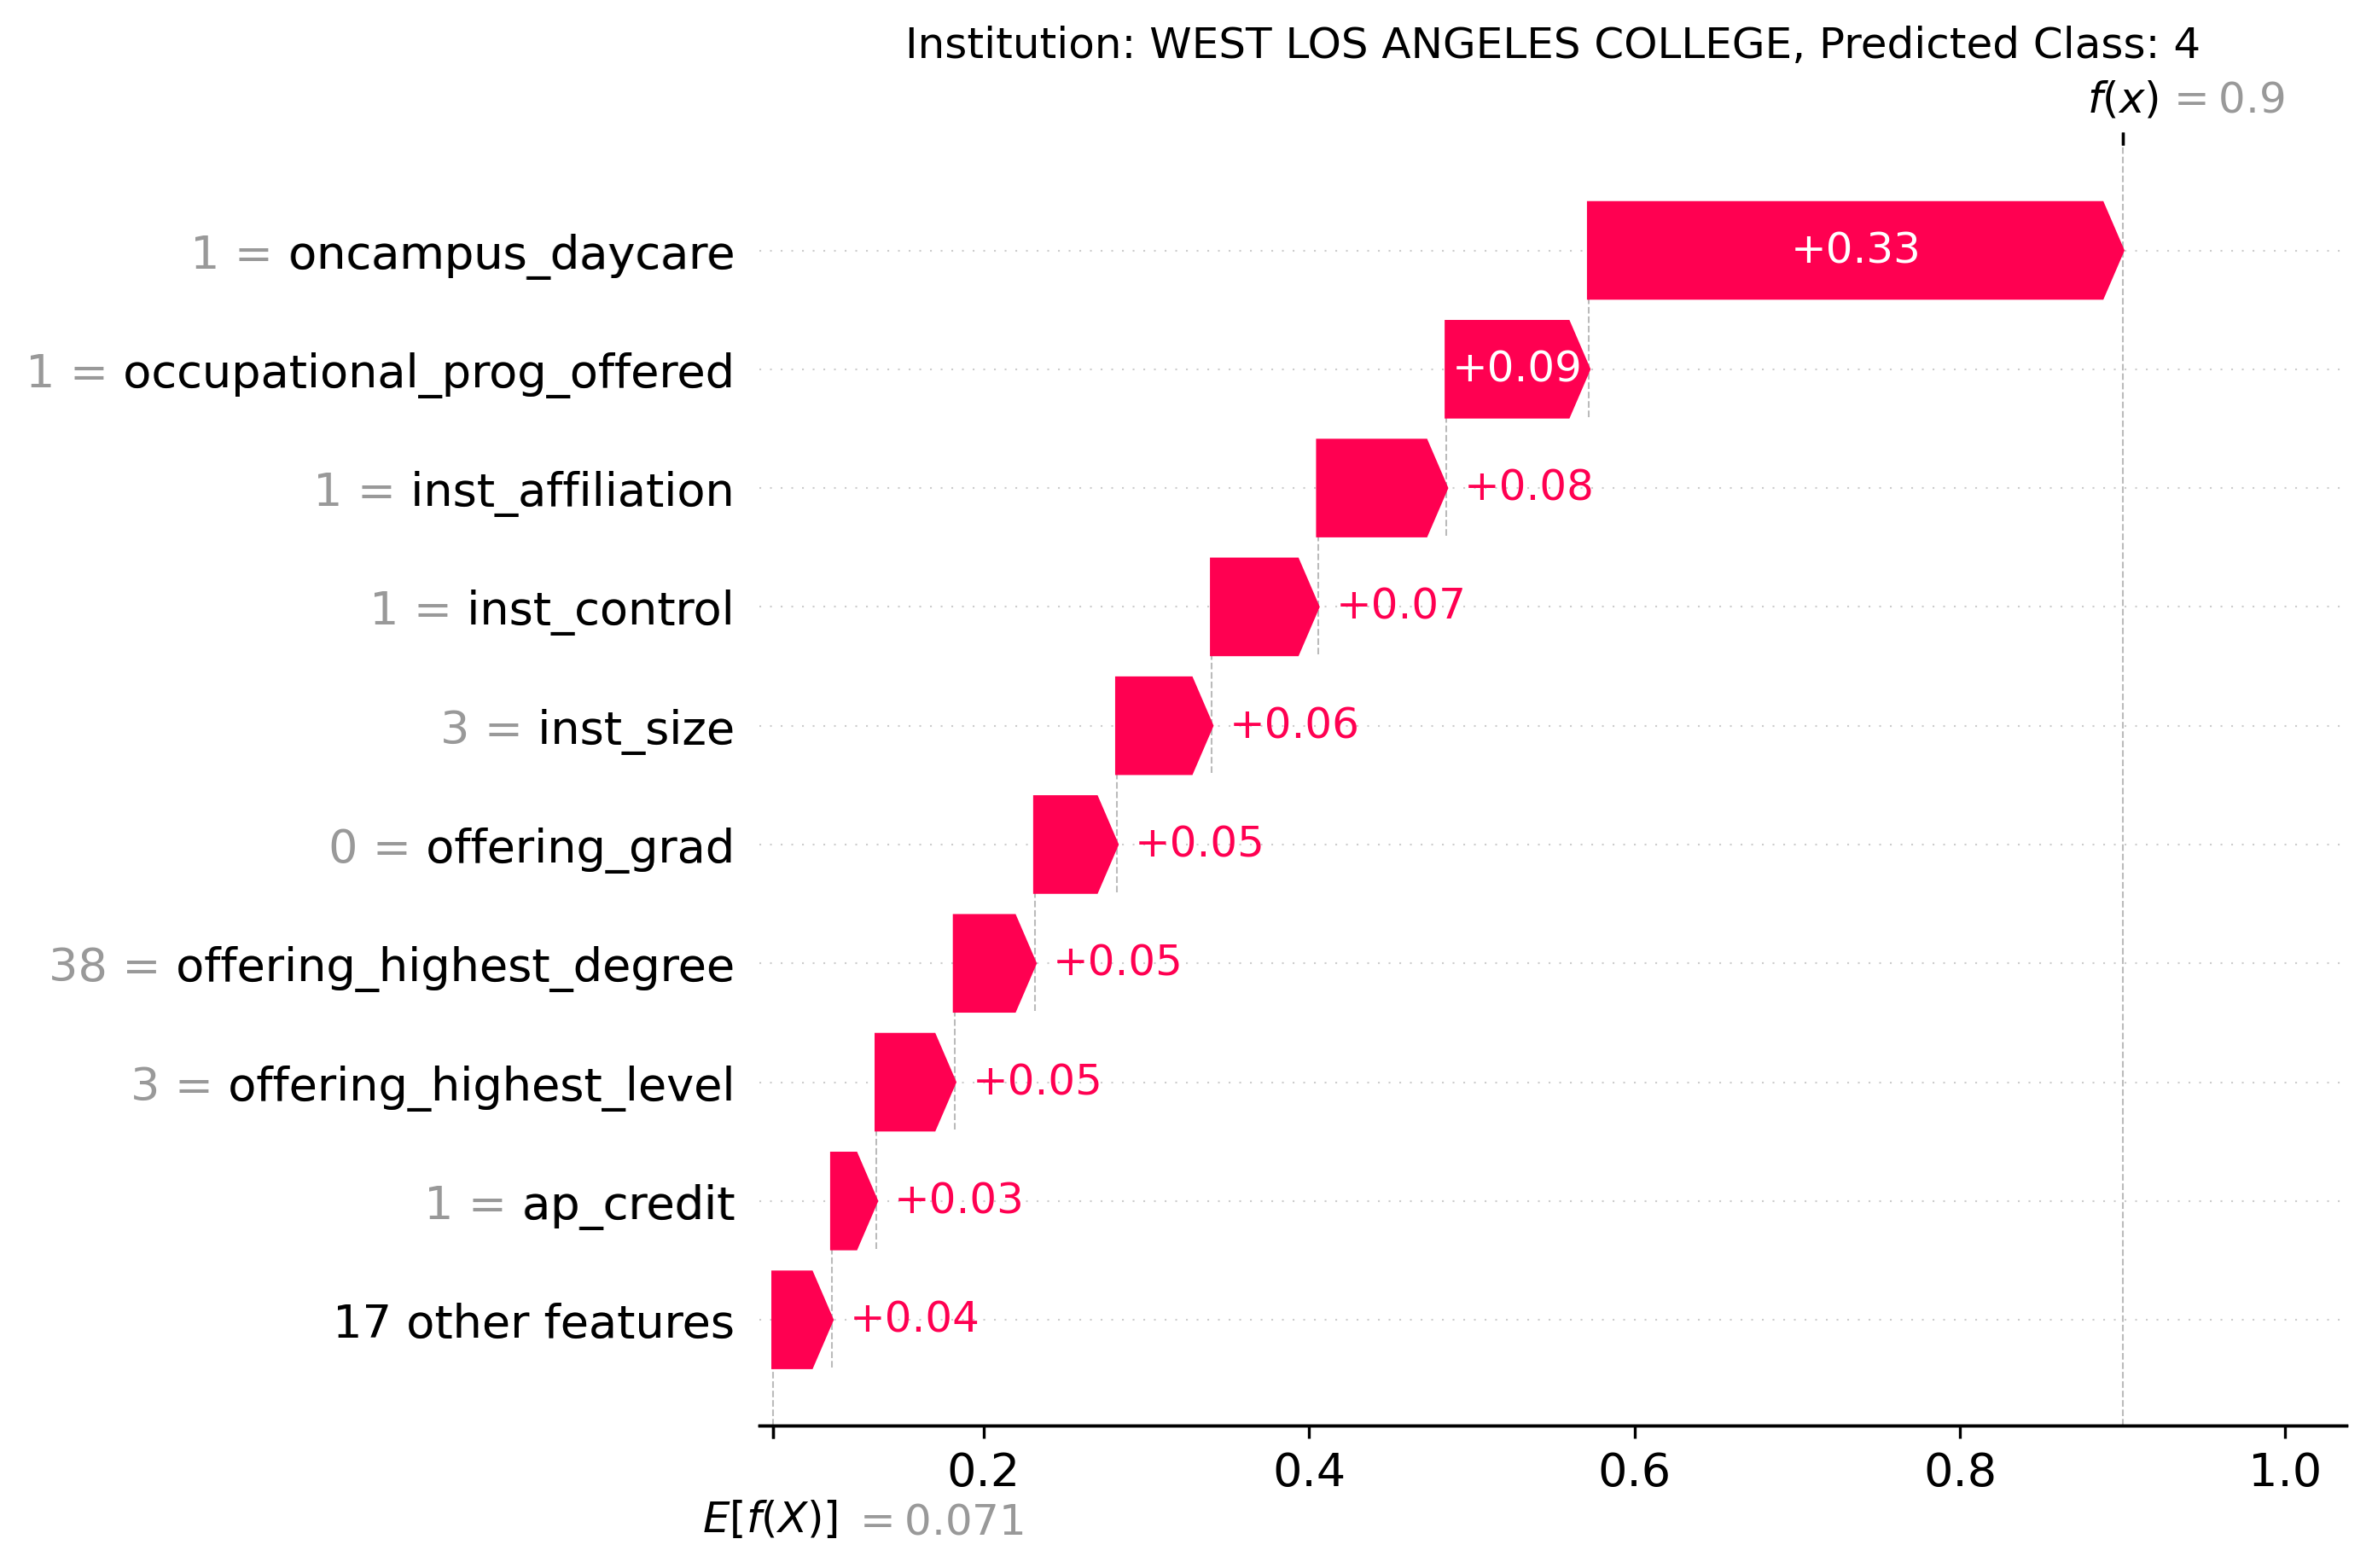 Institution: WEST LOS ANGELES COLLEGE, Predicted Class: 4
f(x) = 0.9
1 = oncampus_daycare +0.33
1 = occupational_prog_offered +0.09
1 = inst_affiliation +0.08
1 = inst_control +0.07
3 = inst_size +0.06
0 = offering_grad +0.05
38 = offering_highest_degree +0.05
3 = offering_highest_level +0.05
1 = ap_credit +0.03
17 other features +0.04
0.2 0.4 0.6 0.8 1.0
E[f(X)] = 0.071